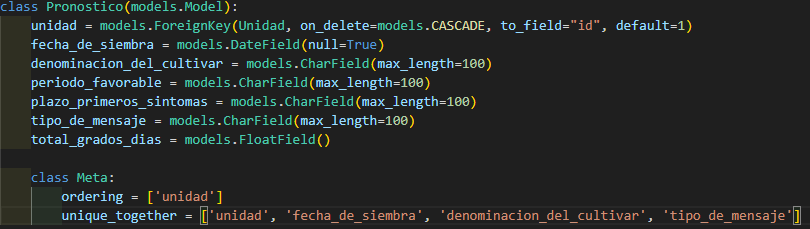 class Pronostico(models.Model):
    unidad = models.ForeignKey(Unidad, on_delete=models.CASCADE, to_field="id", default=1)
    fecha_de_siembra = models.DateField(null=True)
    denominacion_del_cultivar = models.CharField(max_length=100)
    periodo_favorable = models.CharField(max_length=100)
    plazo_primeros_sintomas = models.CharField(max_length=100)
    tipo_de_mensaje = models.CharField(max_length=100)
    total_grados_dias = models.FloatField()
    class Meta:
        ordering = ['unidad']
        unique_together = ['unidad', 'fecha_de_siembra', 'denominacion_del_cultivar', 'tipo_de_mensaje']